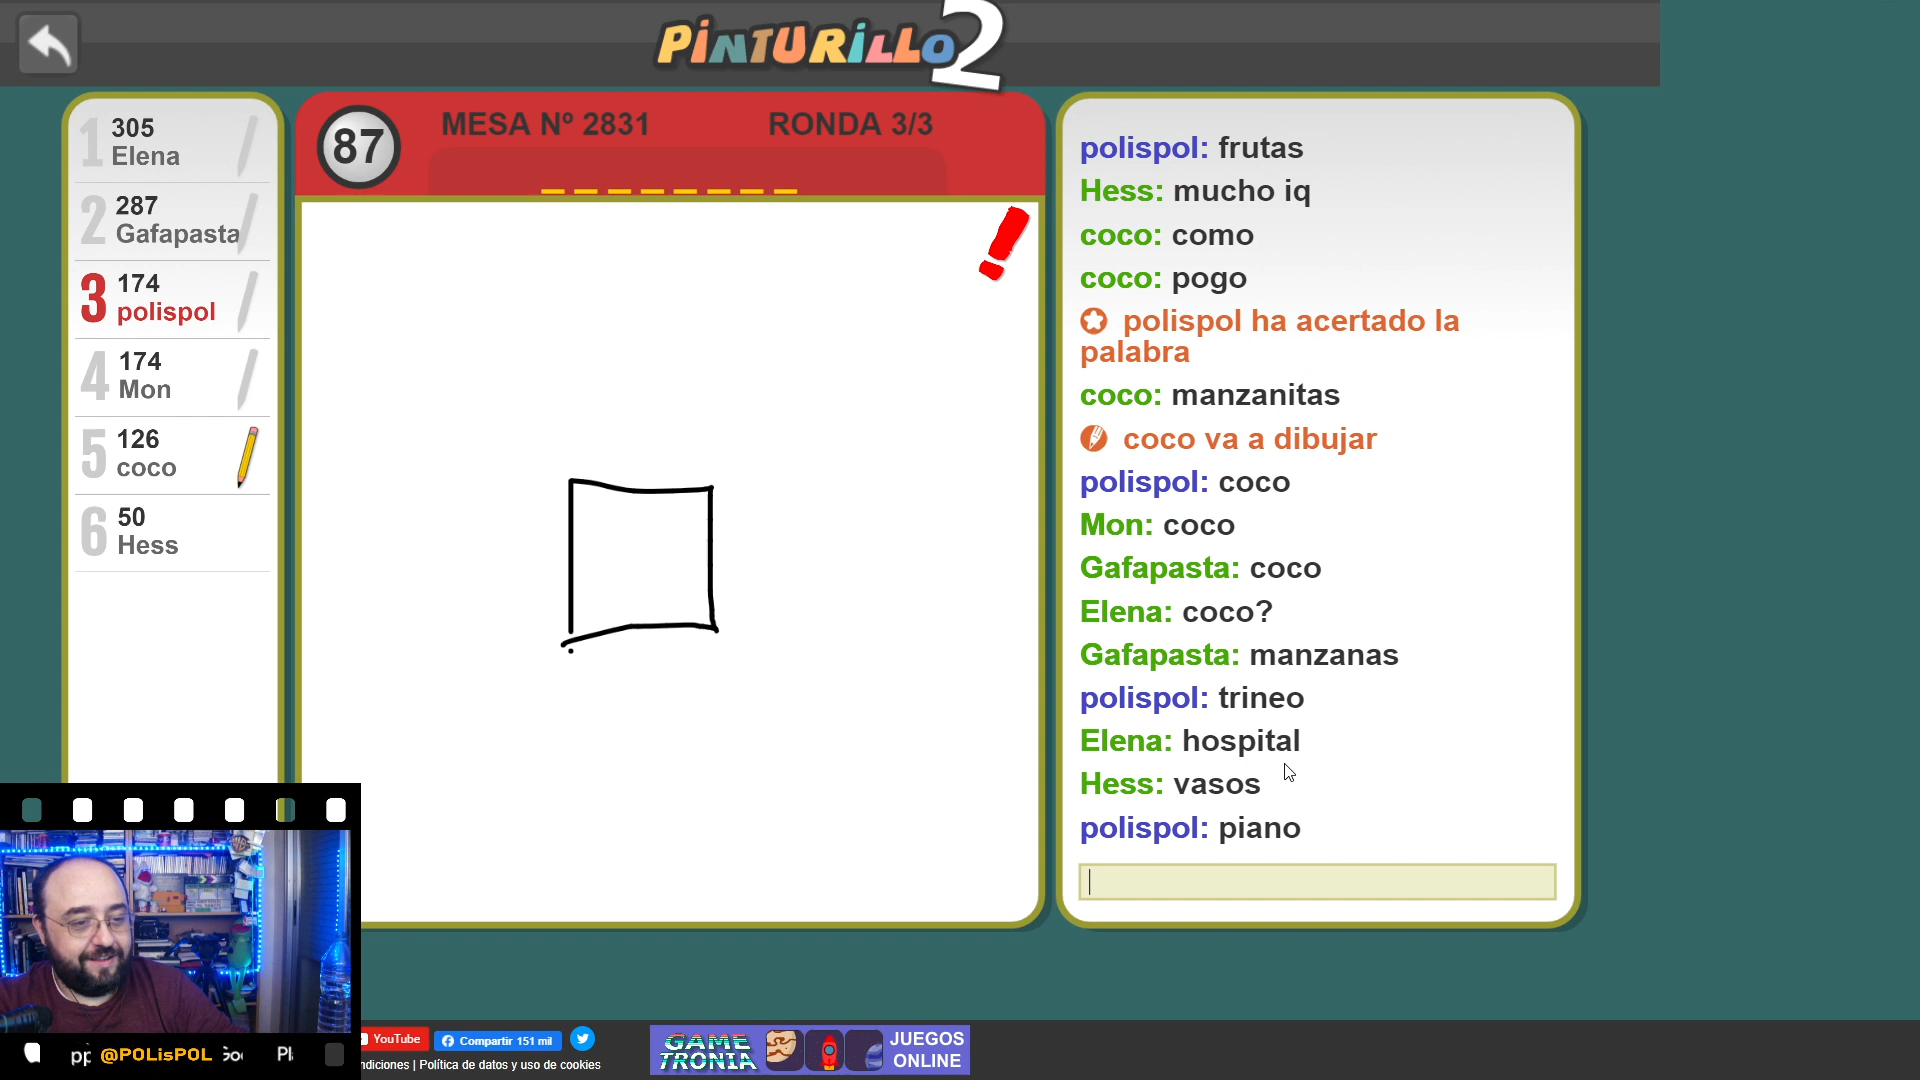 PINTURILLO 2
1 305
Elena
2 287
Gafapasta
3 174
polispol
4 174
Mon
5 126
coco
6 50
Hess
87
MESA Nº 2831
RONDA 3/3
polispol: frutas
Hess: mucho iq
coco: como
coco: pogo
polispol ha acertado la
palabra
coco: manzanitas
coco va a dibujar
polispol: coco
Mon: coco
Gafapasta: coco
Elena: coco?
Gafapasta: manzanas
polispol: trineo
Elena: hospital
Hess: vasos
polispol: piano
@POLisPOL
YouTube
Compartir 151 mil
ndiciones | Política de datos y uso de cookies
GAME
TRONIA
JUEGOS
ONLINE